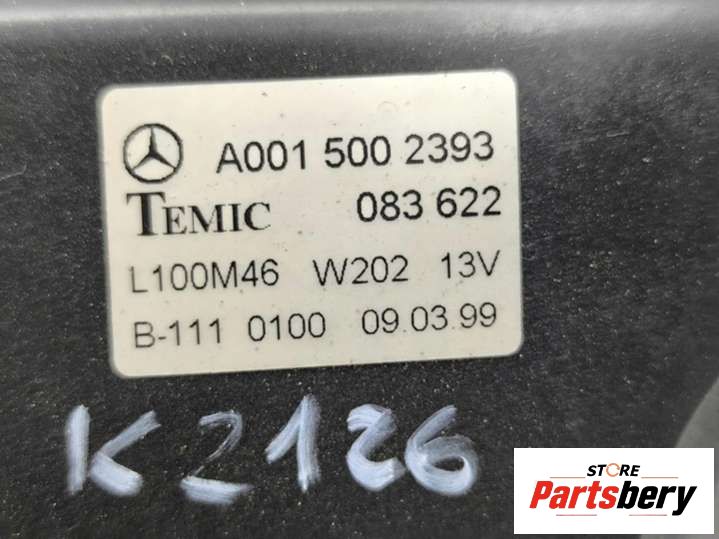 A001 500 2393
TEMIC 083 622
L100M46 W202 13V
B-111 0100 09.03.99
K2126
STORE
Partsbery